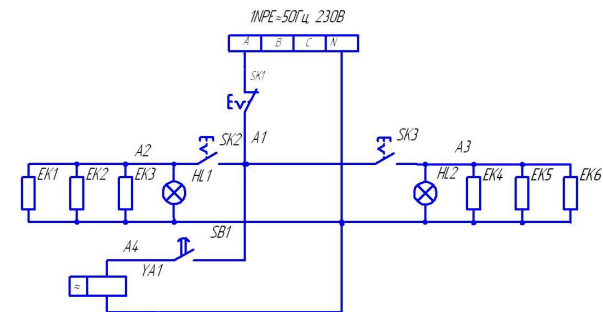 1NPE≈50Гц, 230В
A B C N
SK1
SK2 A1 SK3
A2 A3
EK1 EK2 EK3 HL1 HL2 EK4 EK5 EK6
SB1
A4
YA1
≈